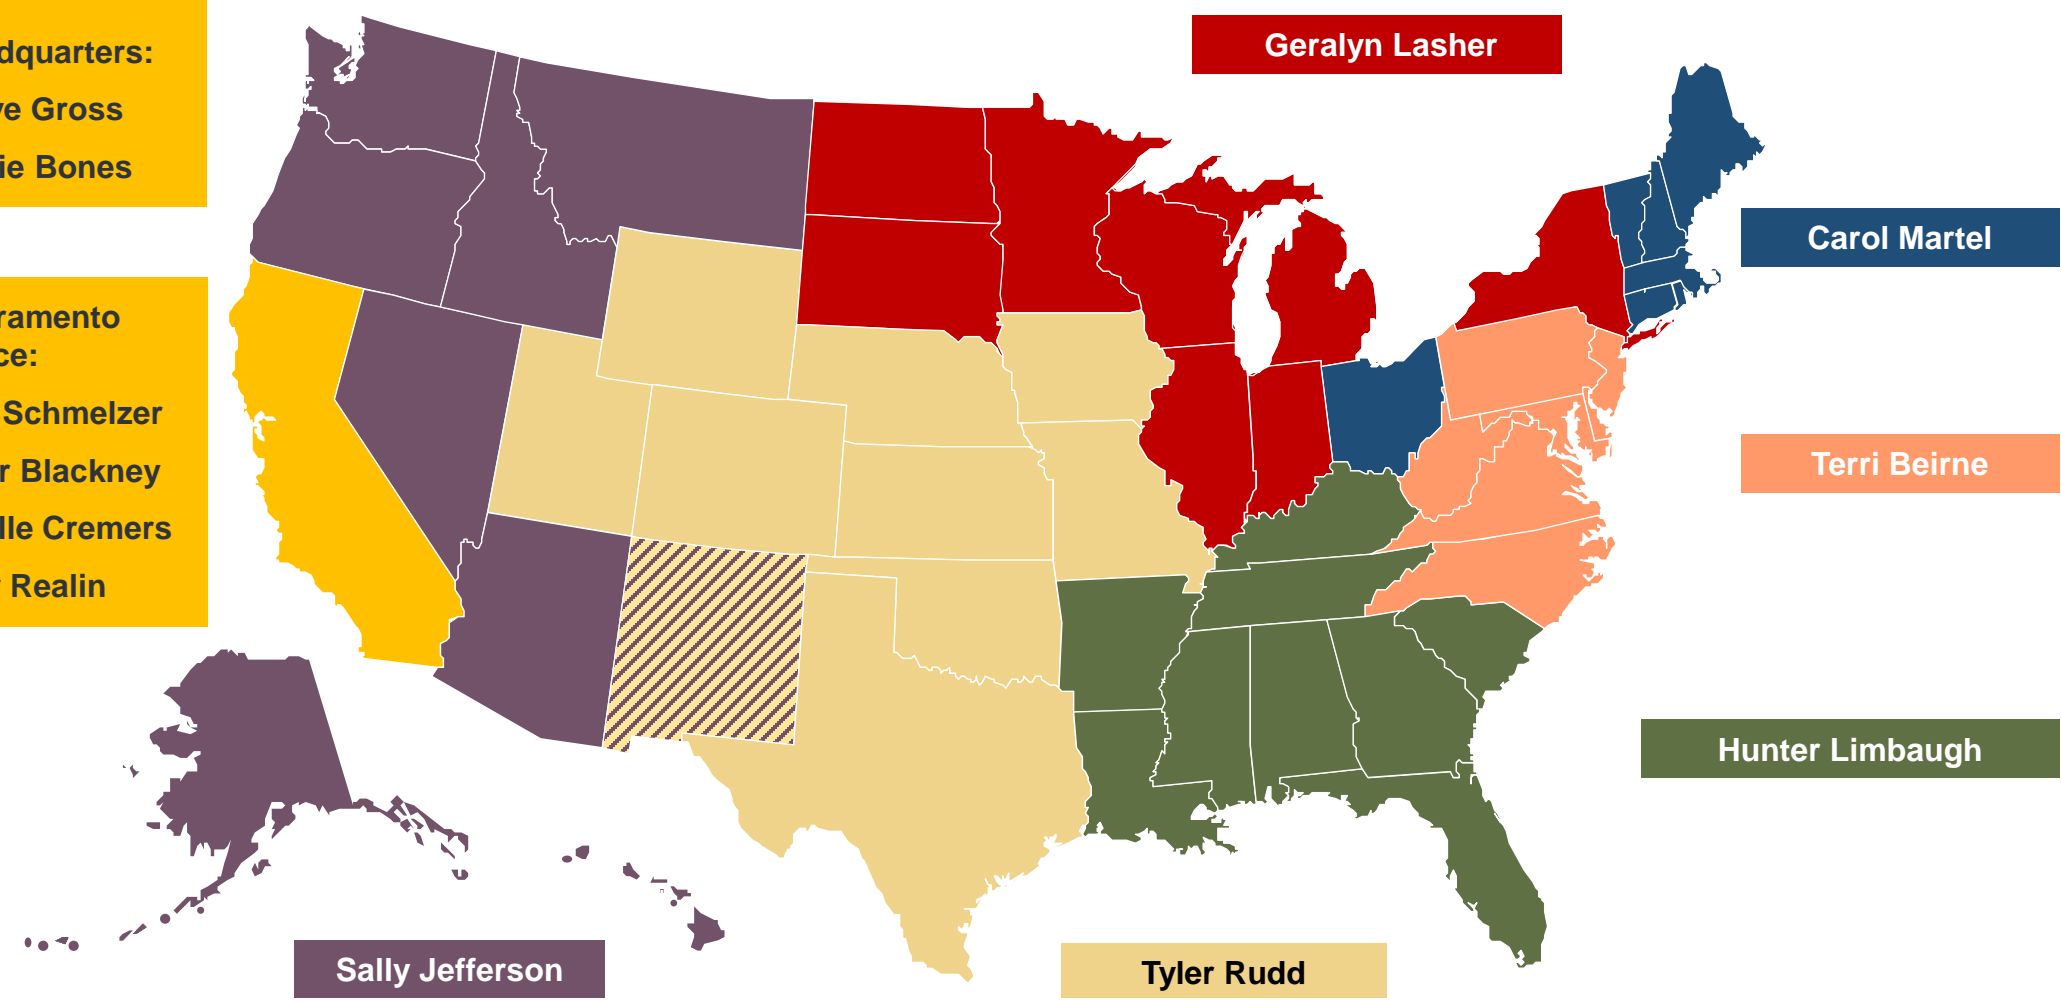 dquarters:
e Gross
ie Bones
ramento
ce:
Schmelzer
r Blackney
lle Cremers
Realin
Geralyn Lasher
Carol Martel
Terri Beirne
Hunter Limbaugh
Sally Jefferson
Tyler Rudd